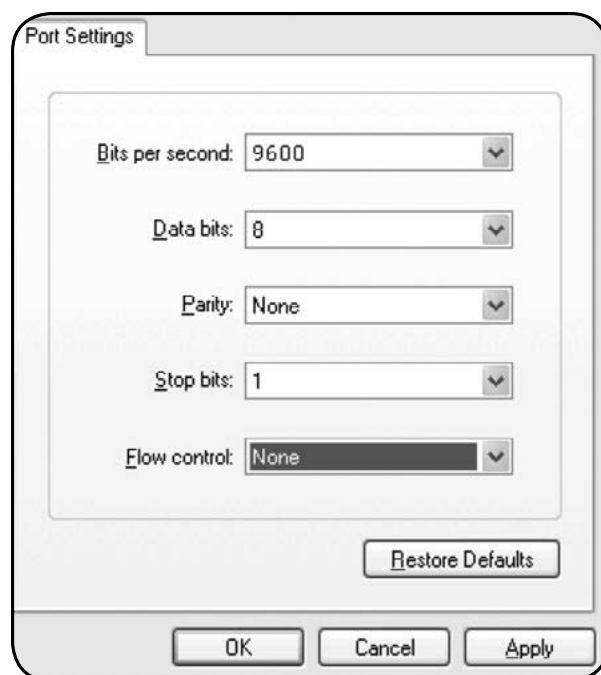 Port Settings
Bits per second: 9600
Data bits: 8
Parity: None
Stop bits: 1
Flow control: None
Restore Defaults
OK Cancel Apply